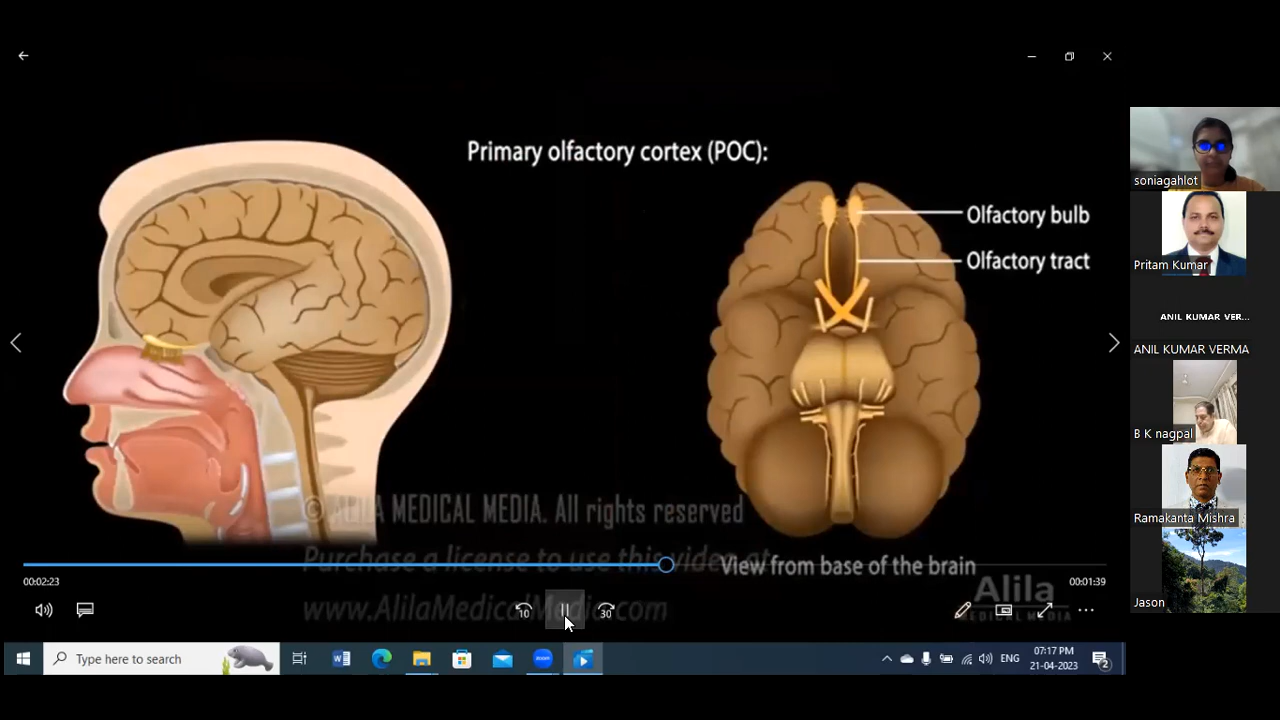 Primary olfactory cortex (POC):
Olfactory bulb
Olfactory tract
© ALILA MEDICAL MEDIA. All rights reserved
Purchase a license to use this video at
www.AlilaMedicalMedia.com
View from base of the brain
Alila
MEDICAL MEDIA
00:02:23
00:01:39
10
30
Type here to search
ENG
07:17 PM
21-04-2023
2
soniagahlot
Pritam Kumar
ANIL KUMAR VER...
ANIL KUMAR VERMA
B K nagpal
Ramakanta Mishra
Jason
zoom
W